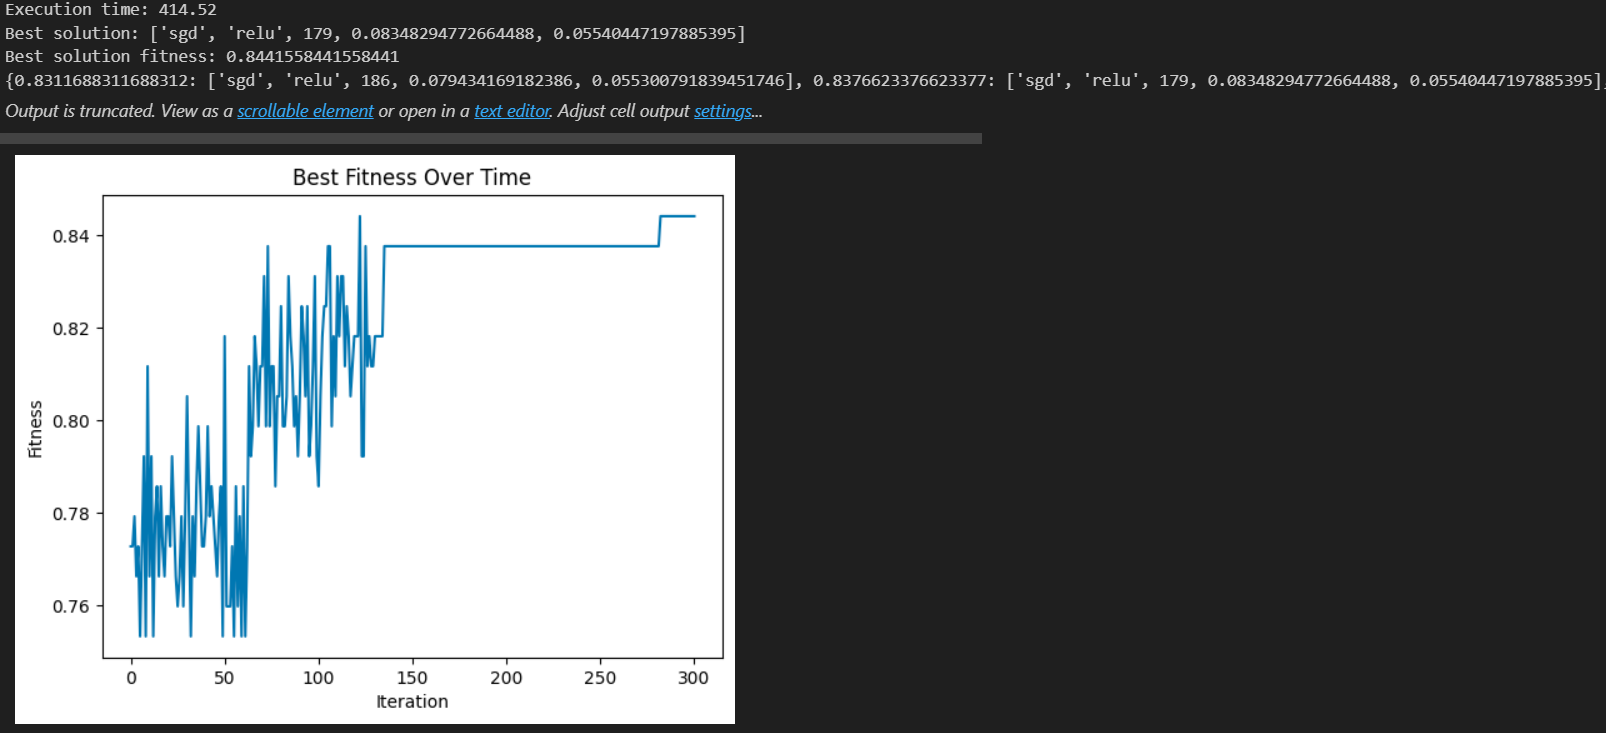 Execution time: 414.52
Best solution: ['sgd', 'relu', 179, 0.08348294772664488, 0.05540447197885395]
Best solution fitness: 0.8441558441558441
{0.8311688311688312: ['sgd', 'relu', 186, 0.079434169182386, 0.055300791839451746], 0.8376623376623377: ['sgd', 'relu', 179, 0.08348294772664488, 0.05540447197885395],
Output is truncated. View as a scrollable element or open in a text editor. Adjust cell output settings...
Best Fitness Over Time
0.84
0.82
0.80
0.78
0.76
Fitness
0 50 100 150 200 250 300
Iteration